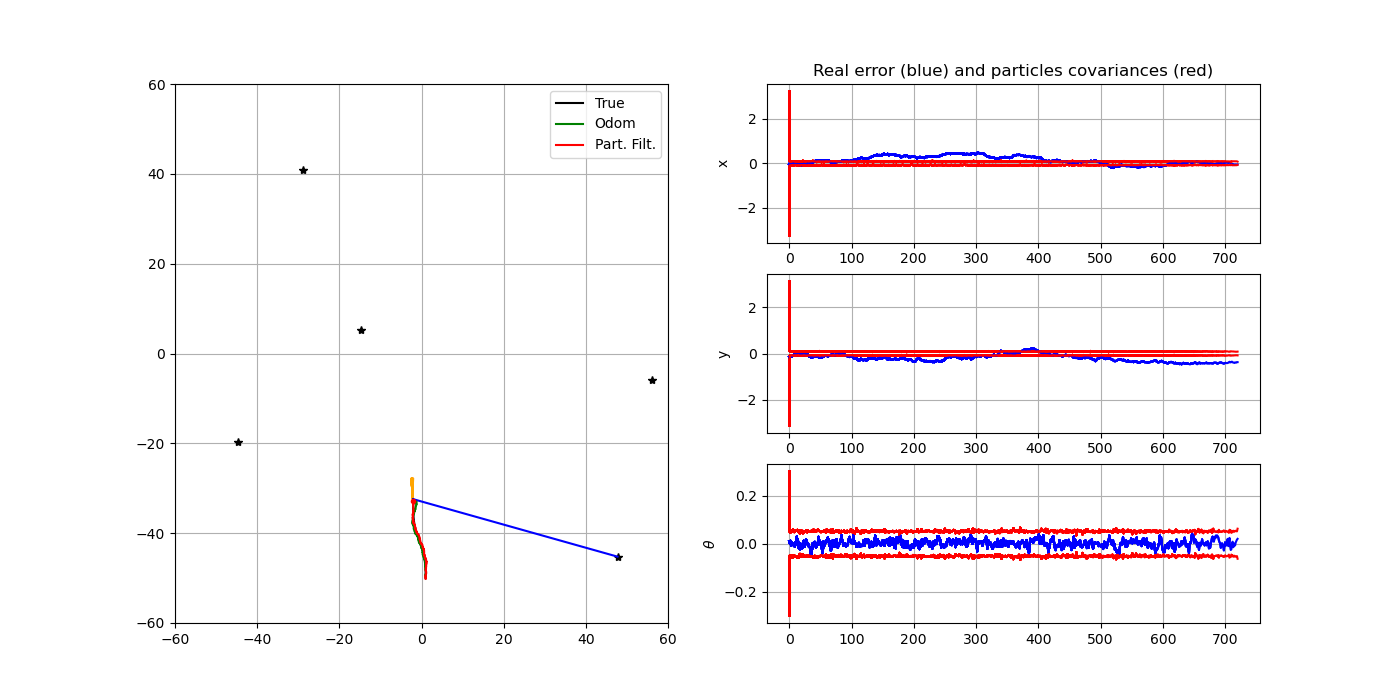 60
40
20
0
−20
−40
−60
−60 −40 −20 0 20 40 60
True
Odom
Part. Filt.
Real error (blue) and particles covariances (red)
x
2
0
−2
0 100 200 300 400 500 600 700
y
2
0
−2
0 100 200 300 400 500 600 700
θ
0.2
0.0
−0.2
0 100 200 300 400 500 600 700